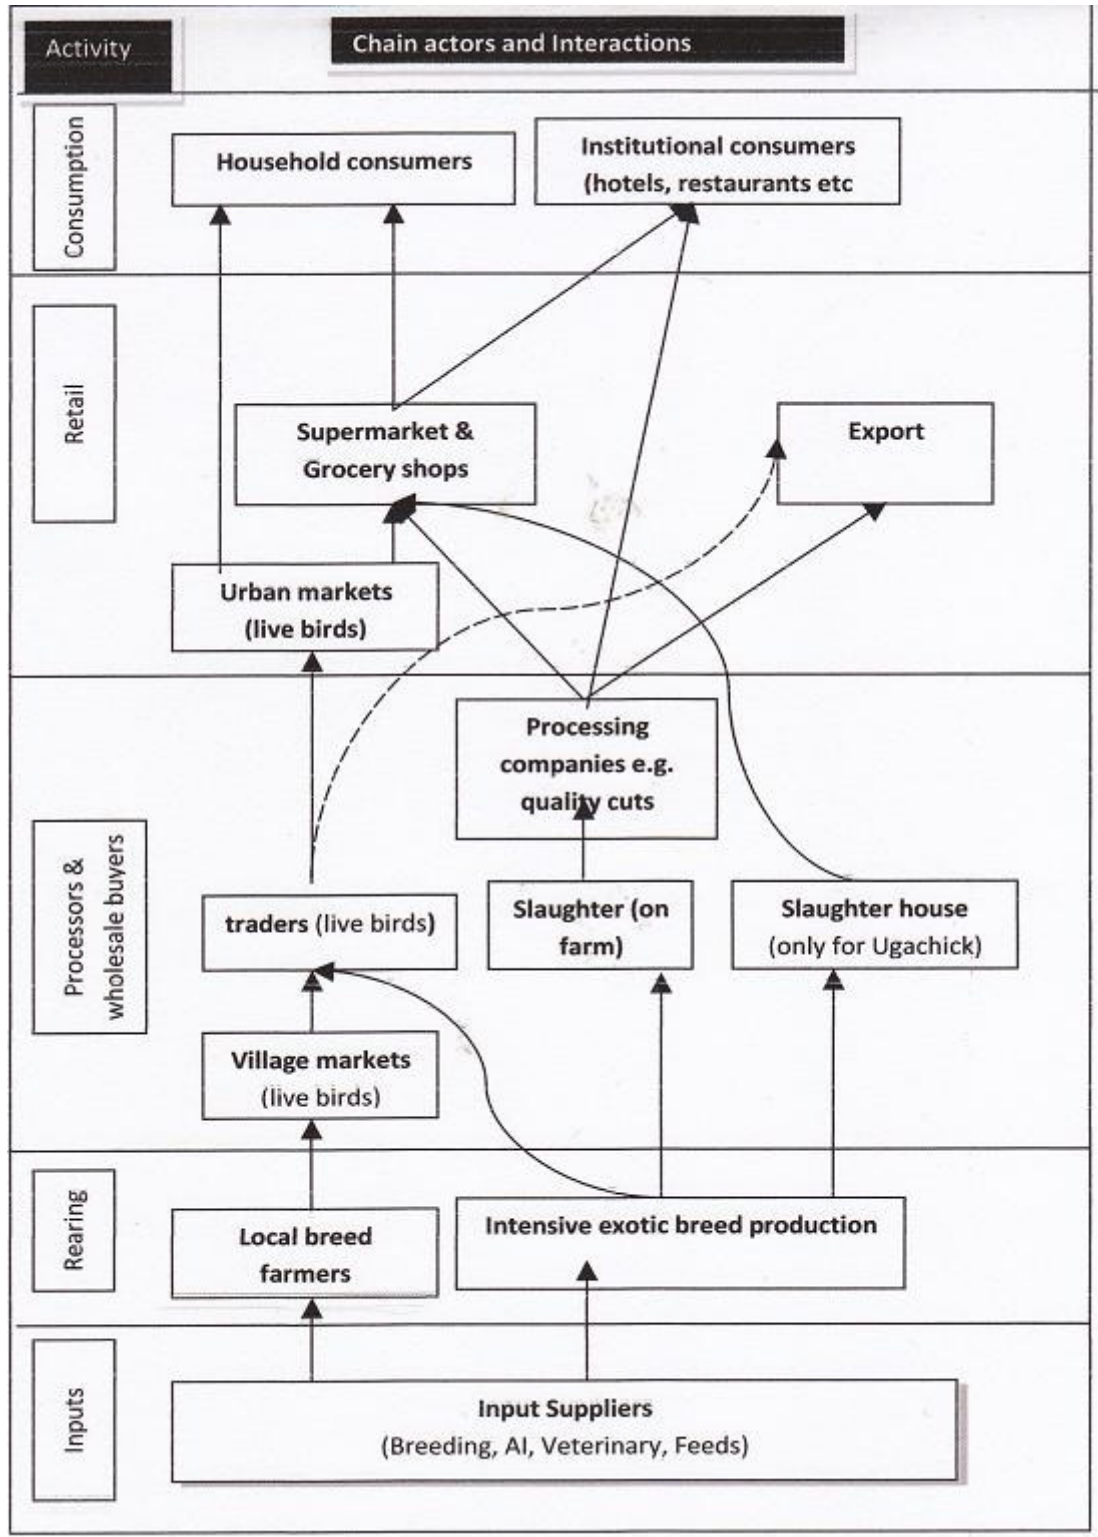 Activity
Chain actors and Interactions
Consumption
Household consumers
Institutional consumers
(hotels, restaurants etc
Retail
Supermarket &
Grocery shops
Export
Urban markets
(live birds)
Processors &
wholesale buyers
Processing
companies e.g.
quality cuts
traders (live birds)
Slaughter (on
farm)
Slaughter house
(only for Ugachick)
Village markets
(live birds)
Rearing
Local breed
farmers
Intensive exotic breed production
Inputs
Input Suppliers
(Breeding, AI, Veterinary, Feeds)